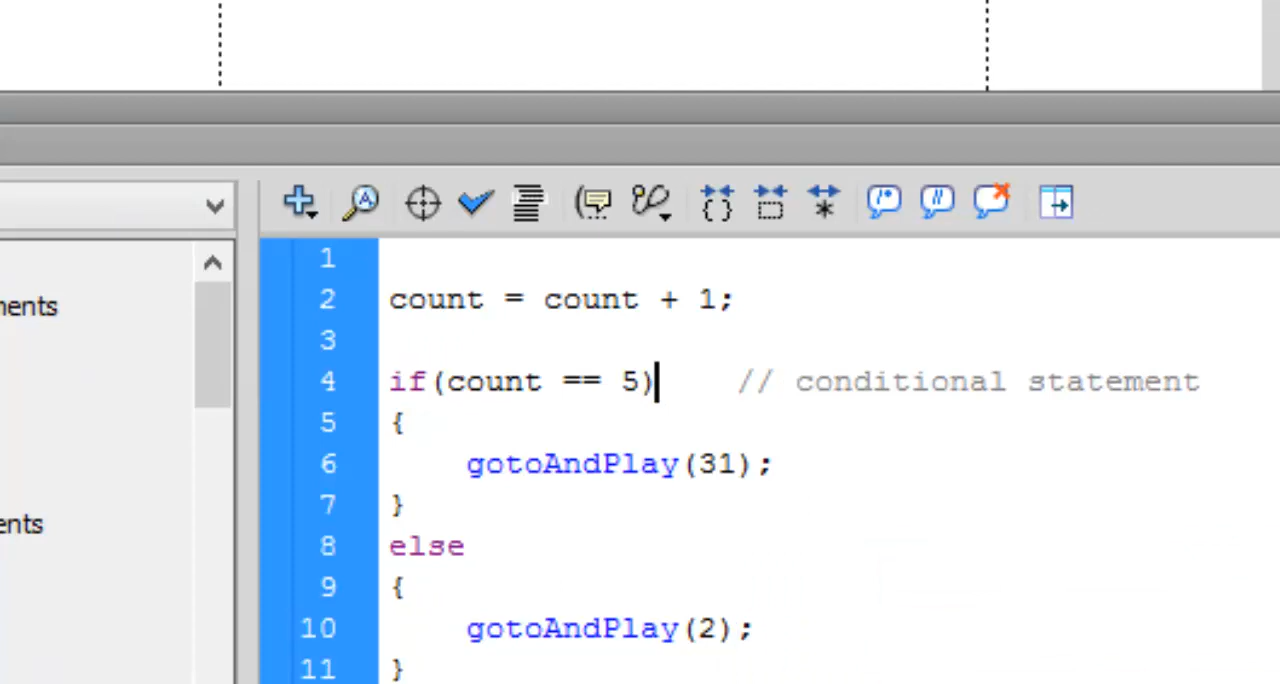 ments
ents
1
2 count = count + 1;
3
4 if(count == 5) // conditional statement
5 {
6 gotoAndPlay(31);
7 }
8 else
9 {
10 gotoAndPlay(2);
11 }